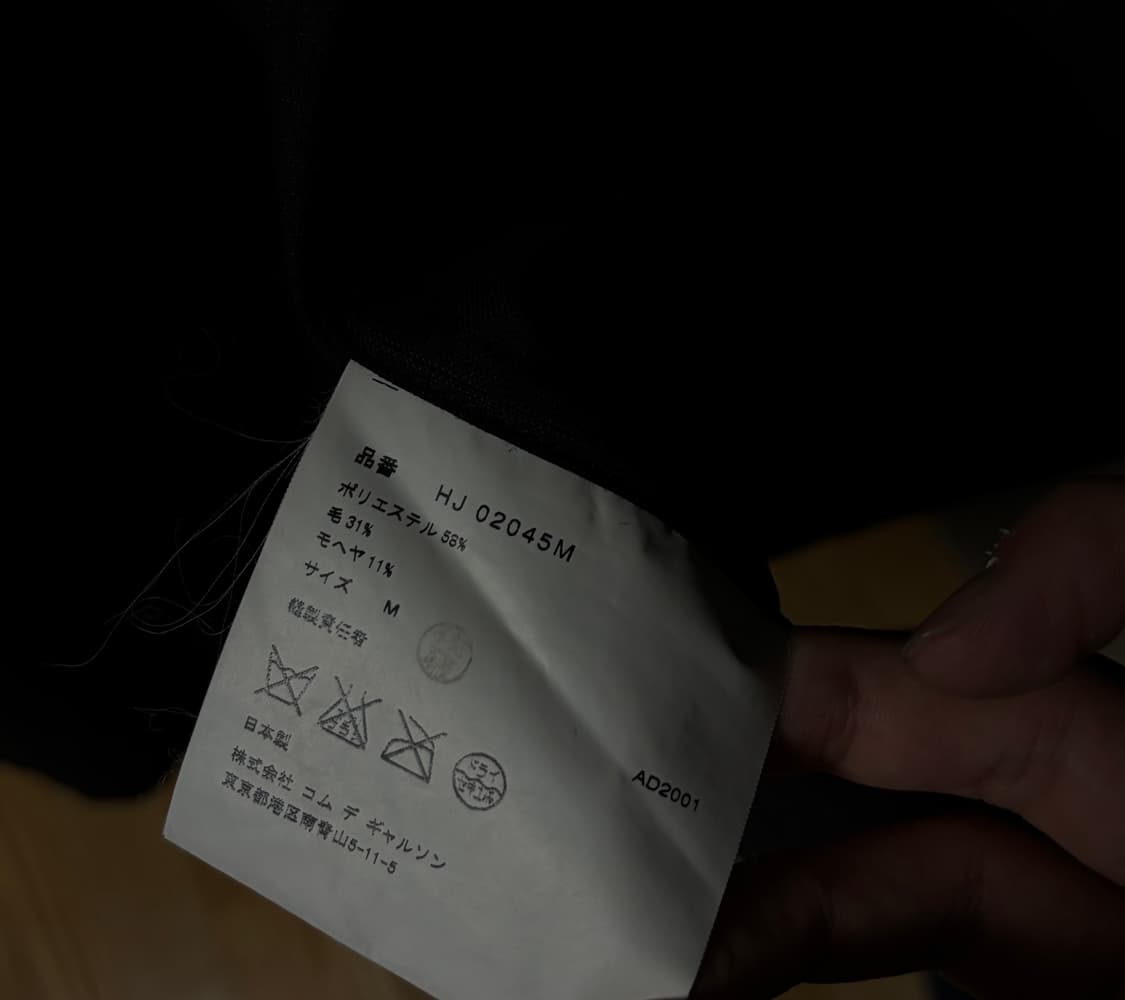 品番 HJ 02045M
ポリエステル 58%
毛 31%
モヘヤ 11%
サイズ M
縫製責任者
日本製
株式会社 コム デ ギャルソン
東京都港区南青山5-11-5
AD2001